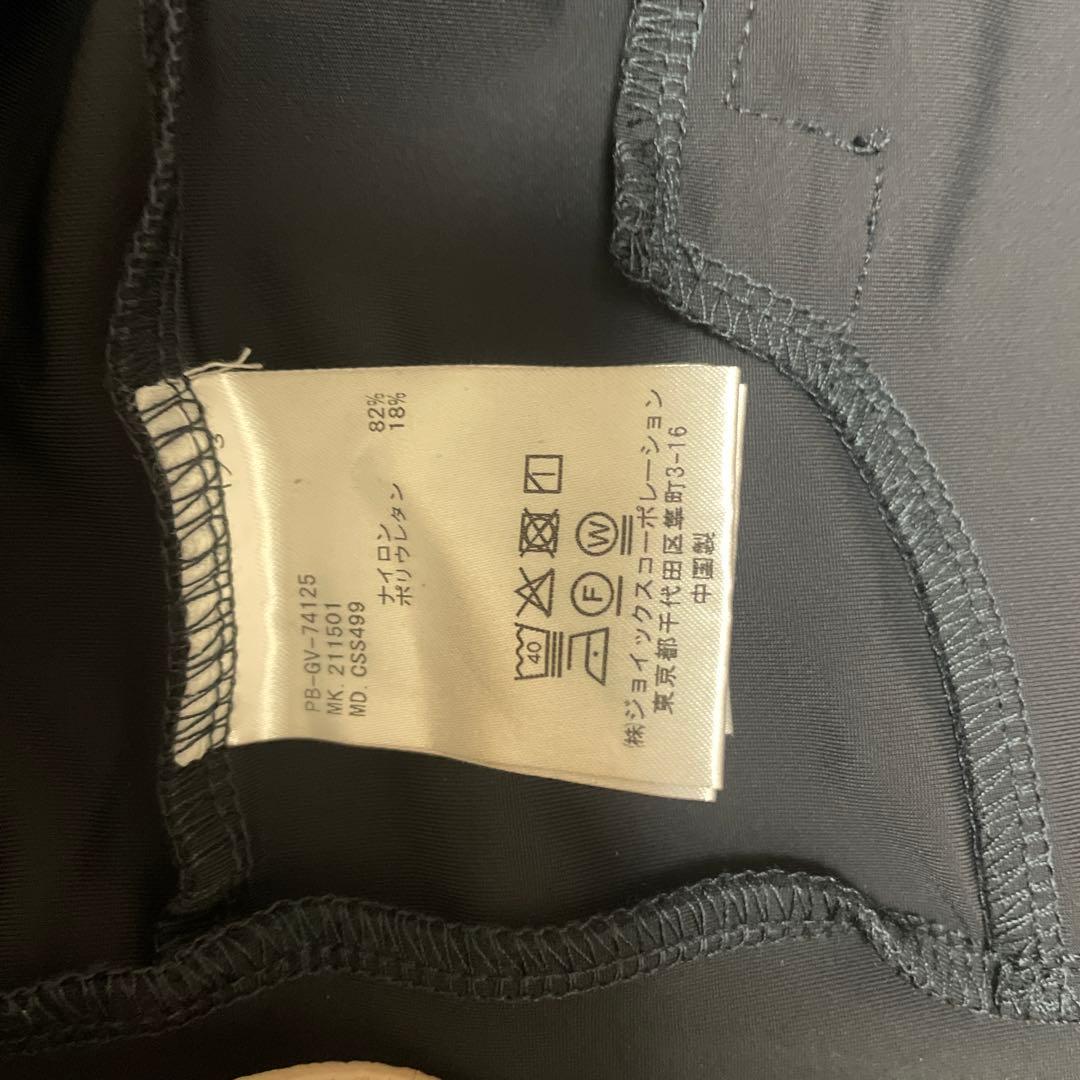 PB-GV-74125
MK. 211501
MD. CSS499
ナイロン 82%
ポリウレタン 18%
40
F W
㈱ジョイックスコーポレーション
東京都千代田区麹町3-16
中国製